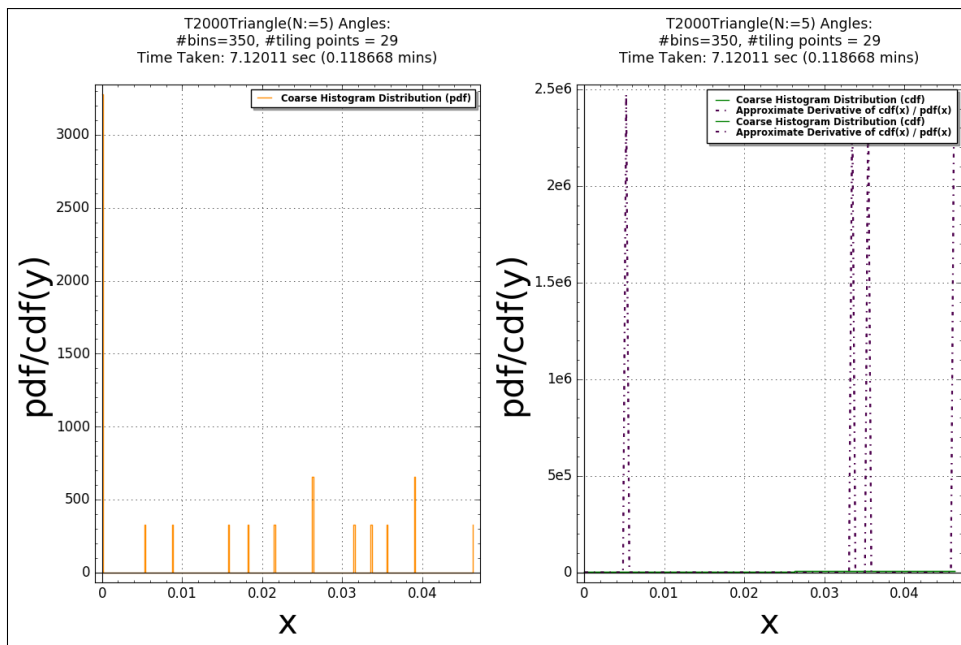 T2000Triangle(N:=5) Angles:
#bins=350, #tiling points = 29
Time Taken: 7.12011 sec (0.118668 mins)
Coarse Histogram Distribution (pdf)
3000
2500
2000
1500
1000
500
0
pdf/cdf(y)
0
0.01
0.02
0.03
0.04
x
T2000Triangle(N:=5) Angles:
#bins=350, #tiling points = 29
Time Taken: 7.12011 sec (0.118668 mins)
Coarse Histogram Distribution (cdf)
Approximate Derivative of cdf(x) / pdf(x)
Coarse Histogram Distribution (cdf)
Approximate Derivative of cdf(x) / pdf(x)
2.5e6
2e6
1.5e6
1e6
5e5
0
pdf/cdf(y)
0
0.01
0.02
0.03
0.04
x